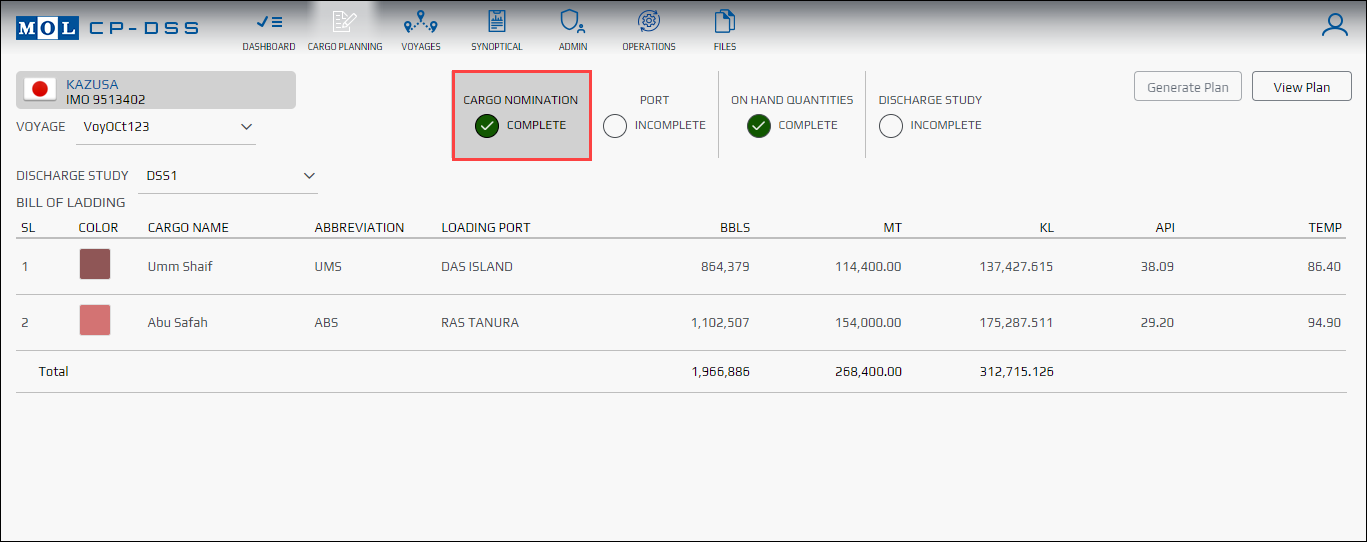 MOL CP-DSS
DASHBOARD CARGO PLANNING VOYAGES SYNOPTICAL ADMIN OPERATIONS FILES
KAZUSA
IMO 9513402
VOYAGE VoyOCt123
CARGO NOMINATION PORT ON HAND QUANTITIES DISCHARGE STUDY
COMPLETE INCOMPLETE COMPLETE INCOMPLETE
Generate Plan View Plan
DISCHARGE STUDY DSS1
BILL OF LADDING
SL COLOR CARGO NAME ABBREVIATION LOADING PORT BBLS MT KL API TEMP
1 Umm Shaif UMS DAS ISLAND 864,379 114,400.00 137,427.615 38.09 86.40
2 Abu Safah ABS RAS TANURA 1,102,507 154,000.00 175,287.511 29.20 94.90
Total 1,966,886 268,400.00 312,715.126